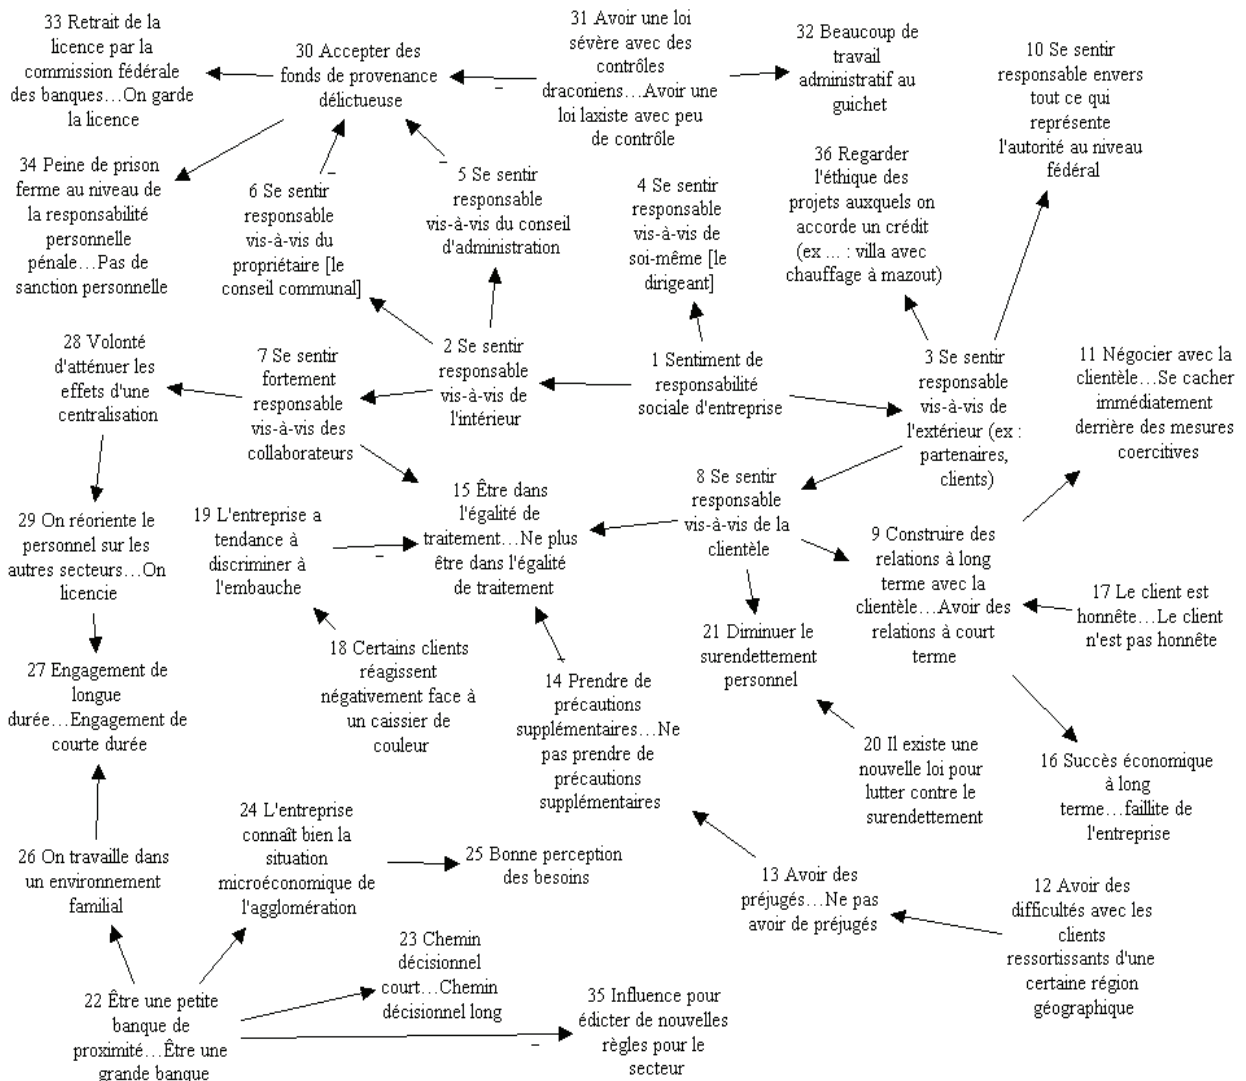 33 Retrait de
la
licence par la
commission fédérale
des banques…On garde
la licence
30 Accepter des
fonds de provenance
délictueuse
31 Avoir une loi
sévère avec des
contrôles
draconiens…Avoir une
loi laxiste avec peu
de contrôle
32 Beaucoup de
travail
administratif au
guichet
10 Se sentir
responsable envers
tout ce qui
représente
l'autorité au niveau
fédéral
34 Peine de prison
ferme au niveau de
la responsabilité
personnelle
pénale…Pas de
sanction personnelle
6 Se sentir
responsable
vis-à-vis du
propriétaire [le
conseil communal]
5 Se sentir
responsable
vis-à-vis du conseil
d'administration
4 Se sentir
responsable
vis-à-vis de
soi-même [le
dirigeant]
36 Regarder
l'éthique des
projets auxquels on
accorde un crédit
(ex ... : villa avec
chauffage à mazout)
28 Volonté
d'atténuer les
effets d'une
centralisation
7 Se sentir
fortement
responsable
vis-à-vis des
collaborateurs
2 Se sentir
responsable
vis-à-vis de
l'intérieur
1 Sentiment de
responsabilité
sociale d'entreprise
3 Se sentir
responsable
vis-à-vis de
l'extérieur (ex :
partenaires,
clients)
11 Négocier avec la
clientèle…Se cacher
immédiatement
derrière des mesures
coercitives
29 On réoriente le
personnel sur les
autres secteurs…On
licencie
19 L'entreprise a
tendance à
discriminer à
l'embauche
15 Être dans
l'égalité de
traitement…Ne plus
être dans l'égalité
de traitement
8 Se sentir
responsable
vis-à-vis de la
clientèle
9 Construire des
relations à long
terme avec la
clientèle…Avoir des
relations à court
terme
17 Le client est
honnête…Le client
n'est pas honnête
27 Engagement de
longue
durée…Engagement de
courte durée
18 Certains clients
réagissent
négativement face à
un caissier de
couleur
14 Prendre de
précautions
supplémentaires…Ne
pas prendre de
précautions
supplémentaires
21 Diminuer le
surendettement
personnel
20 Il existe une
nouvelle loi pour
lutter contre le
surendettement
16 Succès économique
à long
terme…faillite de
l'entreprise
26 On travaille dans
un environnement
familial
24 L'entreprise
connaît bien la
situation
microéconomique de
l'agglomération
25 Bonne perception
des besoins
13 Avoir des
préjugés…Ne pas
avoir de préjugés
12 Avoir des
difficultés avec les
clients
ressortissants d'une
certaine région
géographique
22 Être une petite
banque de
proximité…Être une
grande banque
23 Chemin
décisionnel
court…Chemin
décisionnel long
35 Influence pour
édicter de nouvelles
règles pour le
secteur